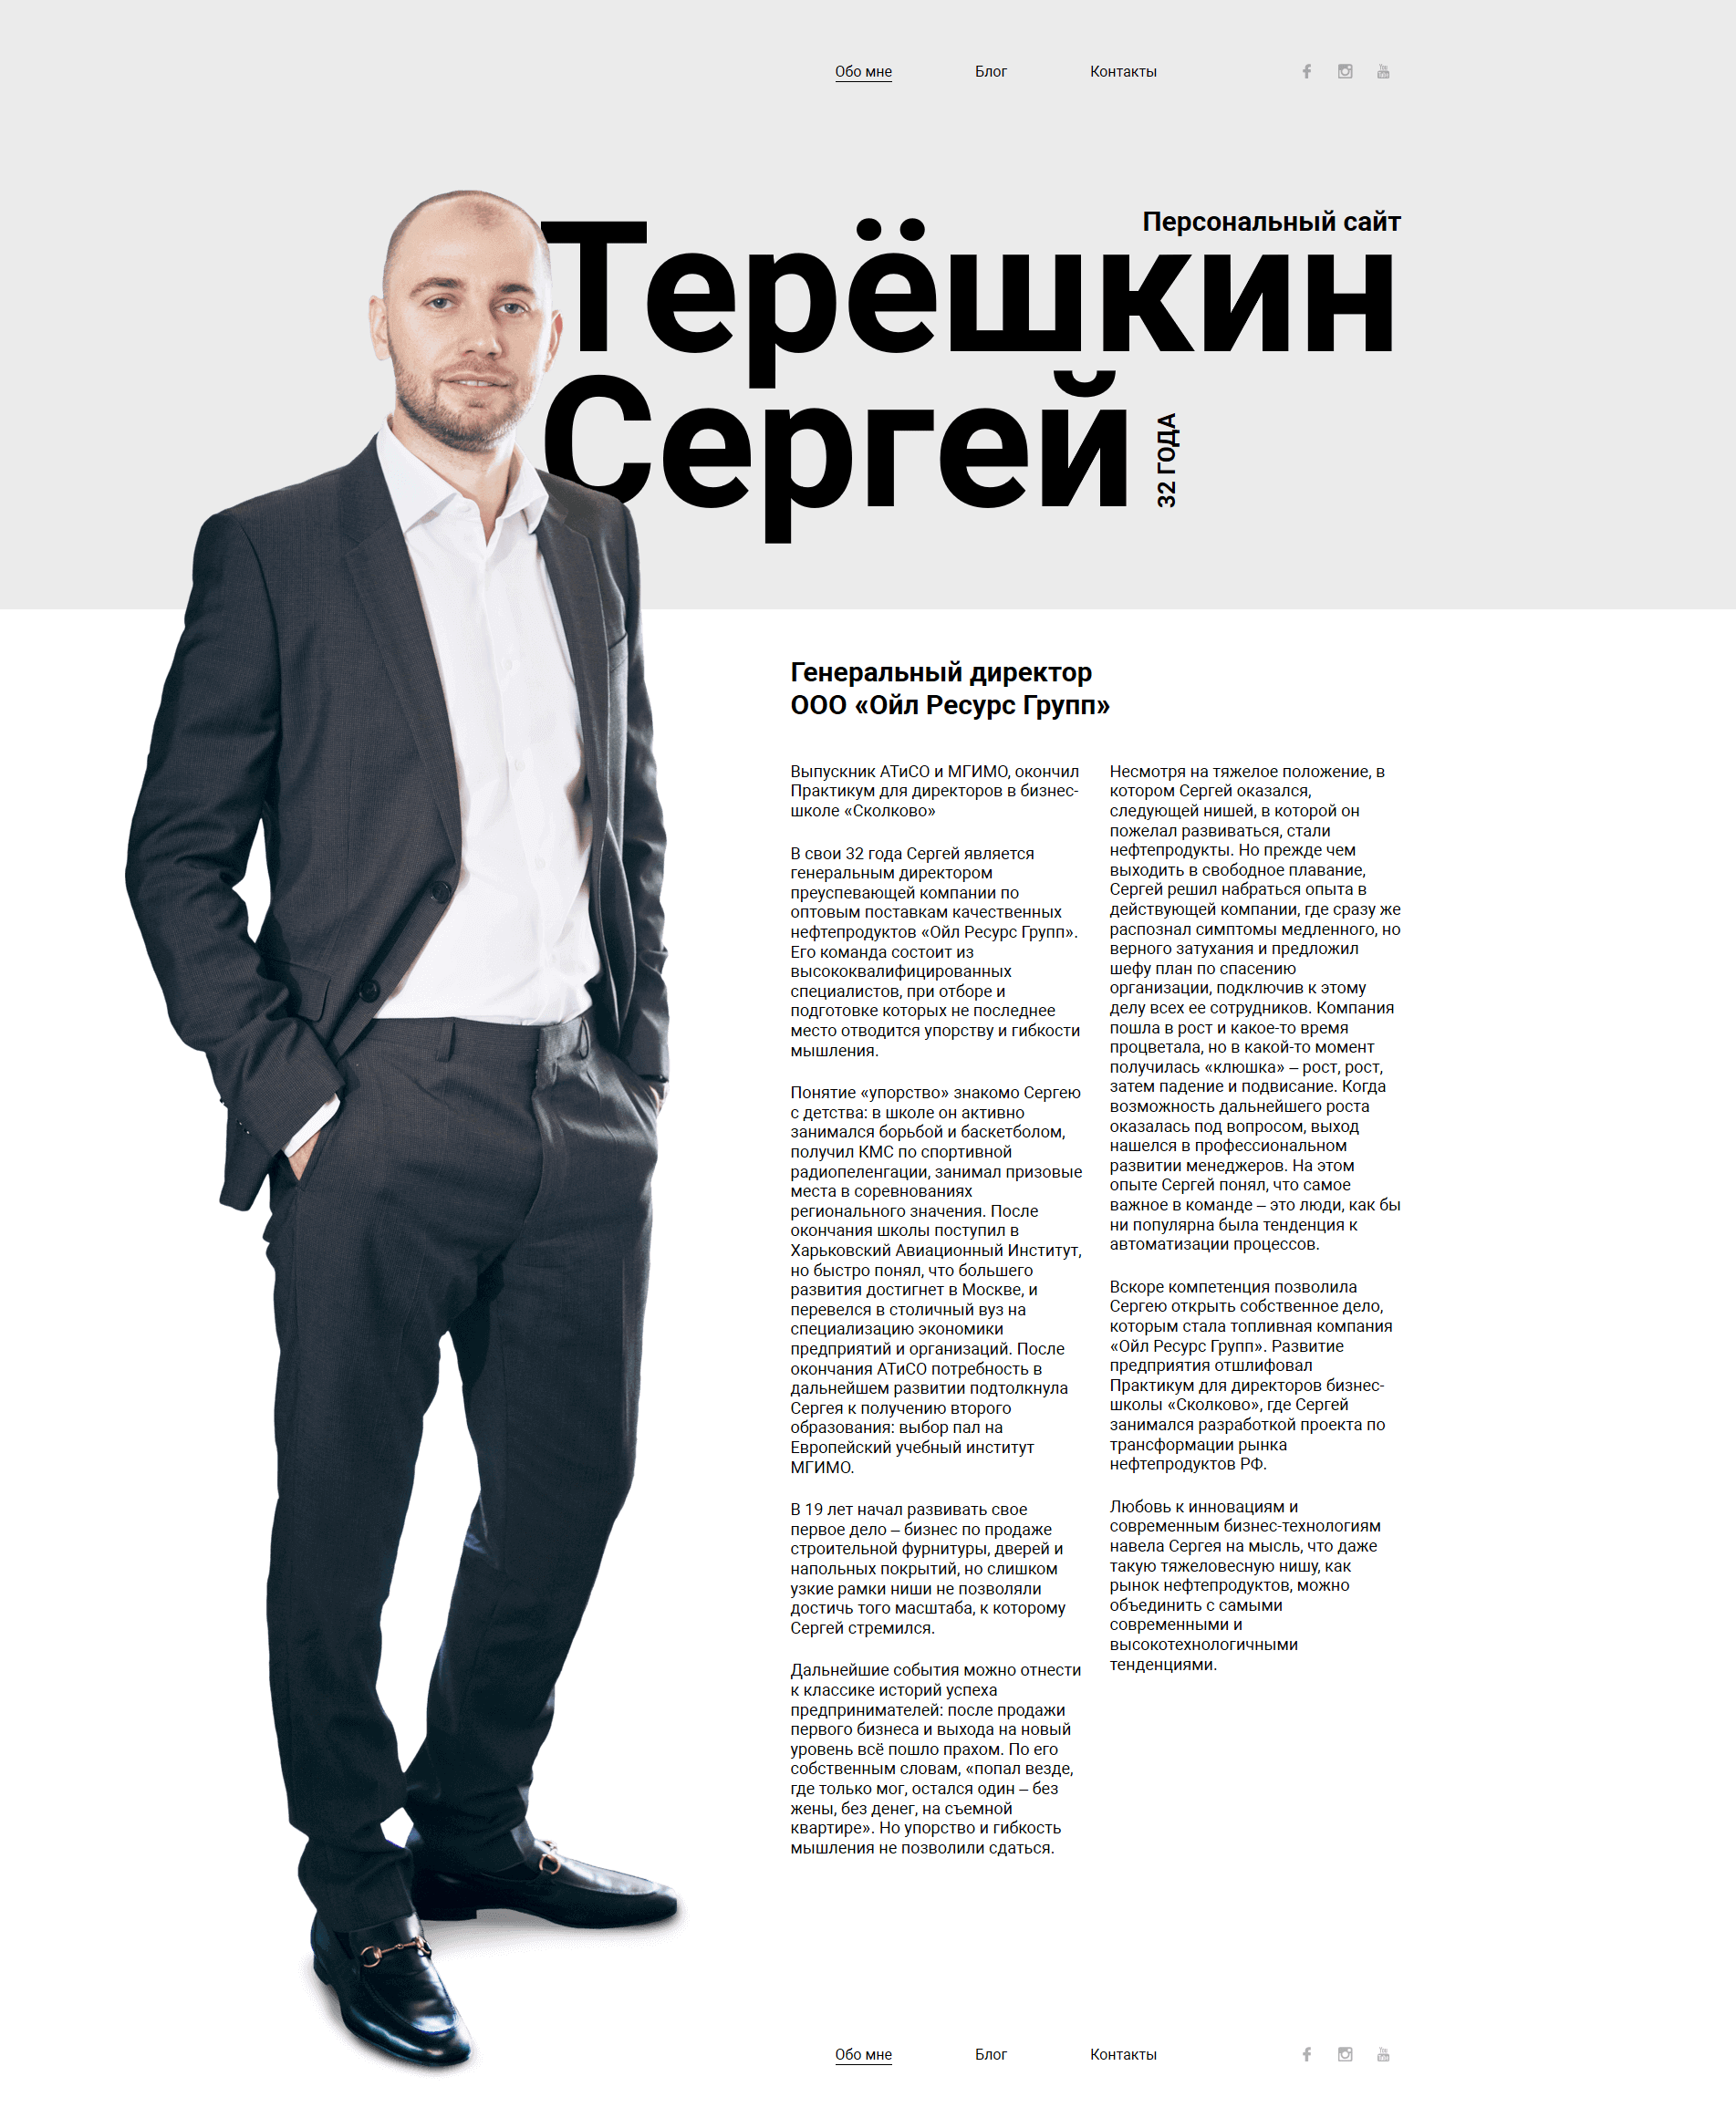 Обо мне
Блог
Контакты
Персональный сайт
Терёшкин
Сергей
32 ГОДА
Генеральный директор
ООО «Ойл Ресурс Групп»
Выпускник АТиСО и МГИМО, окончил
Практикум для директоров в бизнес-
школе «Сколково»
В свои 32 года Сергей является
генеральным директором
преуспевающей компании по
оптовым поставкам качественных
нефтепродуктов «Ойл Ресурс Групп».
Его команда состоит из
высококвалифицированных
специалистов, при отборе и
подготовке которых не последнее
место отводится упорству и гибкости
мышления.
Понятие «упорство» знакомо Сергею
с детства: в школе он активно
занимался борьбой и баскетболом,
получил КМС по спортивной
радиопеленгации, занимал призовые
места в соревнованиях
регионального значения. После
окончания школы поступил в
Харьковский Авиационный Институт,
но быстро понял, что большего
развития достигнет в Москве, и
перевелся в столичный вуз на
специализацию экономики
предприятий и организаций. После
окончания АТиСО потребность в
дальнейшем развитии подтолкнула
Сергея к получению второго
образования: выбор пал на
Европейский учебный институт
МГИМО.
В 19 лет начал развивать свое
первое дело – бизнес по продаже
строительной фурнитуры, дверей и
напольных покрытий, но слишком
узкие рамки ниши не позволяли
достичь того масштаба, к которому
Сергей стремился.
Дальнейшие события можно отнести
к классике историй успеха
предпринимателей: после продажи
первого бизнеса и выхода на новый
уровень всё пошло прахом. По его
собственным словам, «попал везде,
где только мог, остался один – без
жены, без денег, на съемной
квартире». Но упорство и гибкость
мышления не позволили сдаться.
Несмотря на тяжелое положение, в
котором Сергей оказался,
следующей нишей, в которой он
пожелал развиваться, стали
нефтепродукты. Но прежде чем
выходить в свободное плавание,
Сергей решил набраться опыта в
действующей компании, где сразу же
распознал симптомы медленного, но
верного затухания и предложил
шефу план по спасению
организации, подключив к этому
делу всех ее сотрудников. Компания
пошла в рост и какое-то время
процветала, но в какой-то момент
получилась «клюшка» – рост, рост,
затем падение и подвисание. Когда
возможность дальнейшего роста
оказалась под вопросом, выход
нашелся в профессиональном
развитии менеджеров. На этом
опыте Сергей понял, что самое
важное в команде – это люди, как бы
ни популярна была тенденция к
автоматизации процессов.
Вскоре компетенция позволила
Сергею открыть собственное дело,
которым стала топливная компания
«Ойл Ресурс Групп». Развитие
предприятия отшлифовал
Практикум для директоров бизнес-
школы «Сколково», где Сергей
занимался разработкой проекта по
трансформации рынка
нефтепродуктов РФ.
Любовь к инновациям и
современным бизнес-технологиям
навела Сергея на мысль, что даже
такую тяжеловесную нишу, как
рынок нефтепродуктов, можно
объединить с самыми
современными и
высокотехнологичными
тенденциями.
Обо мне
Блог
Контакты